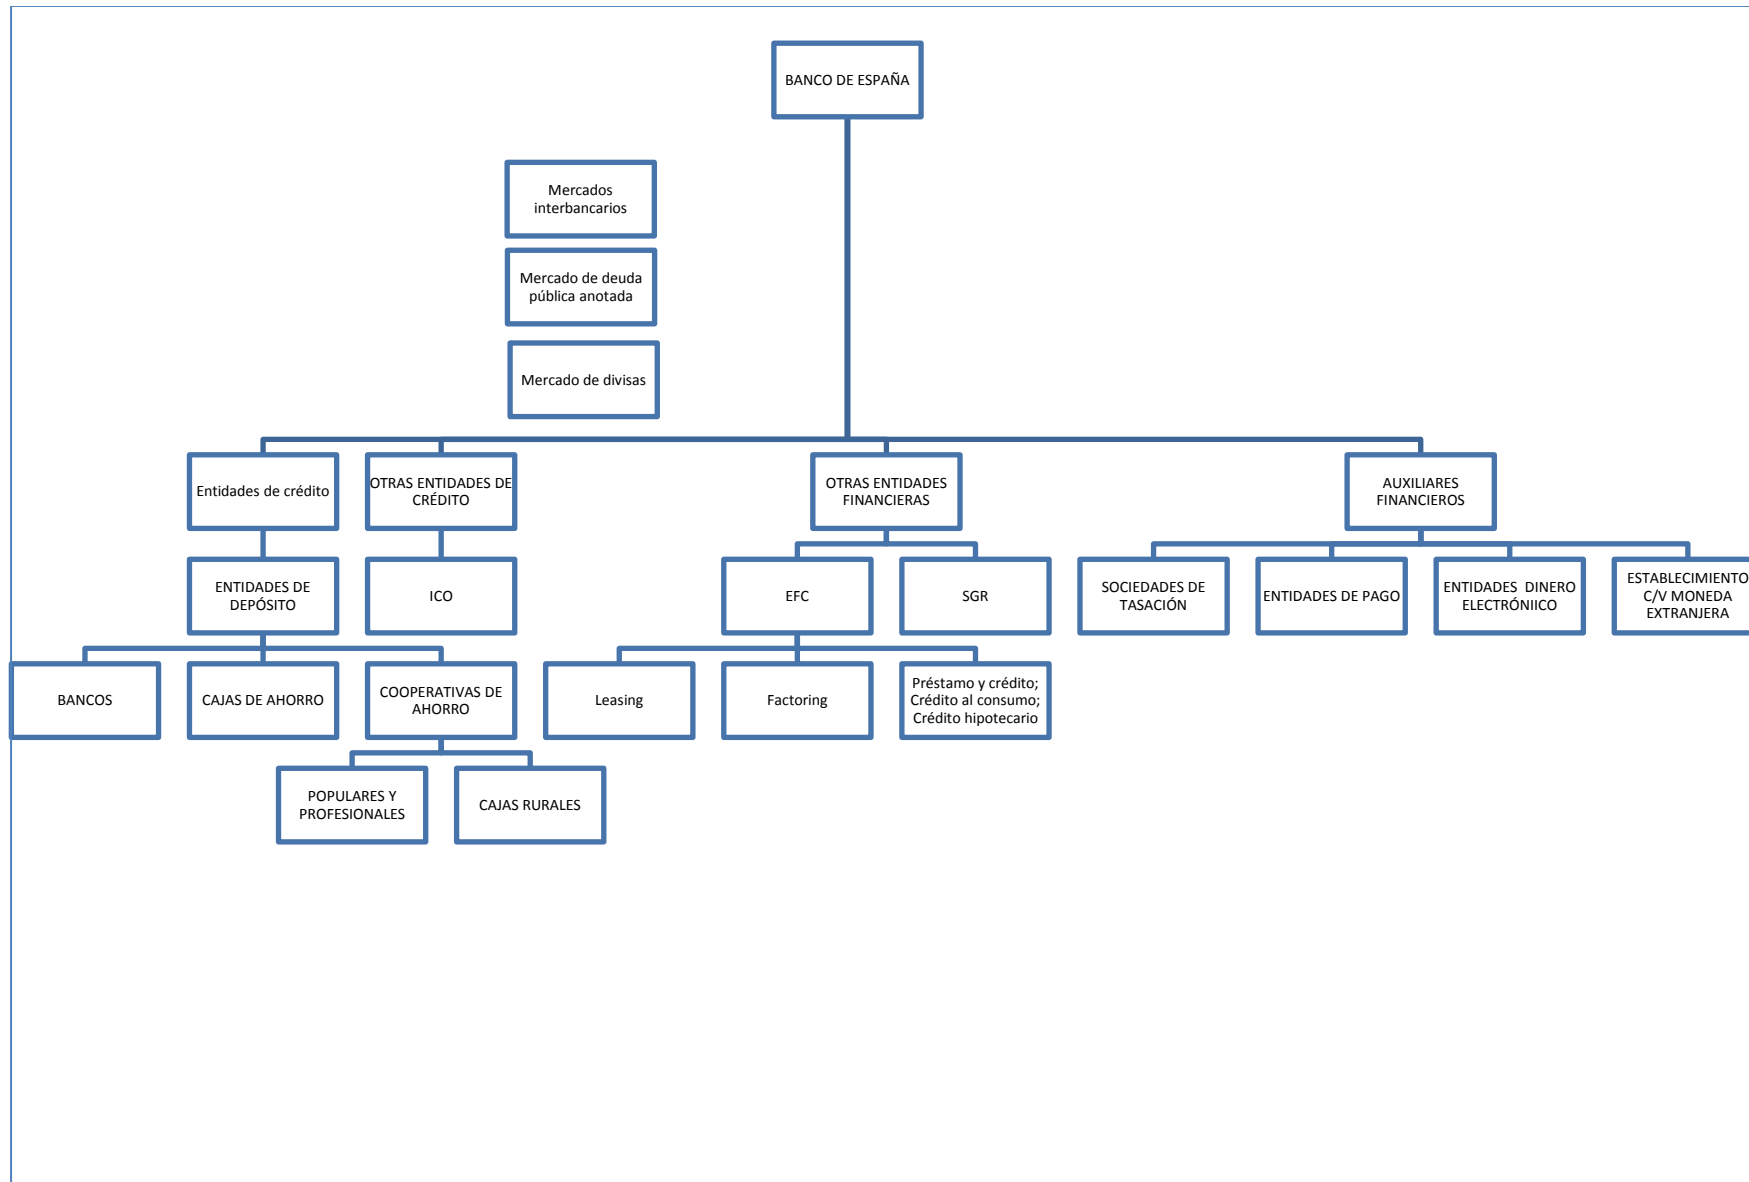 BANCO DE ESPAÑA
Mercados
interbancarios
Mercado de deuda
pública anotada
Mercado de divisas
Entidades de crédito
OTRAS ENTIDADES DE
CRÉDITO
OTRAS ENTIDADES
FINANCIERAS
AUXILIARES
FINANCIEROS
ENTIDADES DE
DEPÓSITO
ICO
EFC
SGR
SOCIEDADES DE
TASACIÓN
ENTIDADES DE PAGO
ENTIDADES DINERO
ELECTRÓNIICO
ESTABLECIMIENTO
C/V MONEDA
EXTRANJERA
BANCOS
CAJAS DE AHORRO
COOPERATIVAS DE
AHORRO
Leasing
Factoring
Préstamo y crédito;
Crédito al consumo;
Crédito hipotecario
POPULARES Y
PROFESIONALES
CAJAS RURALES